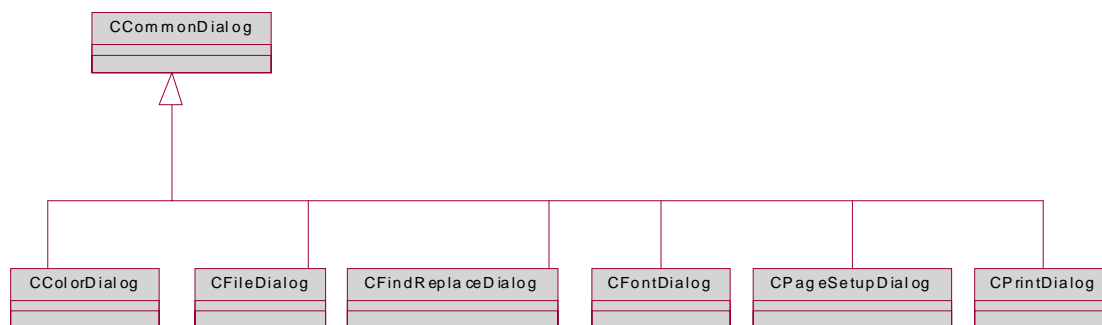 CCommonDialog
CColorDialog
CFileDialog
CFindReplaceDialog
CFontDialog
CPageSetupDialog
CPrintDialog